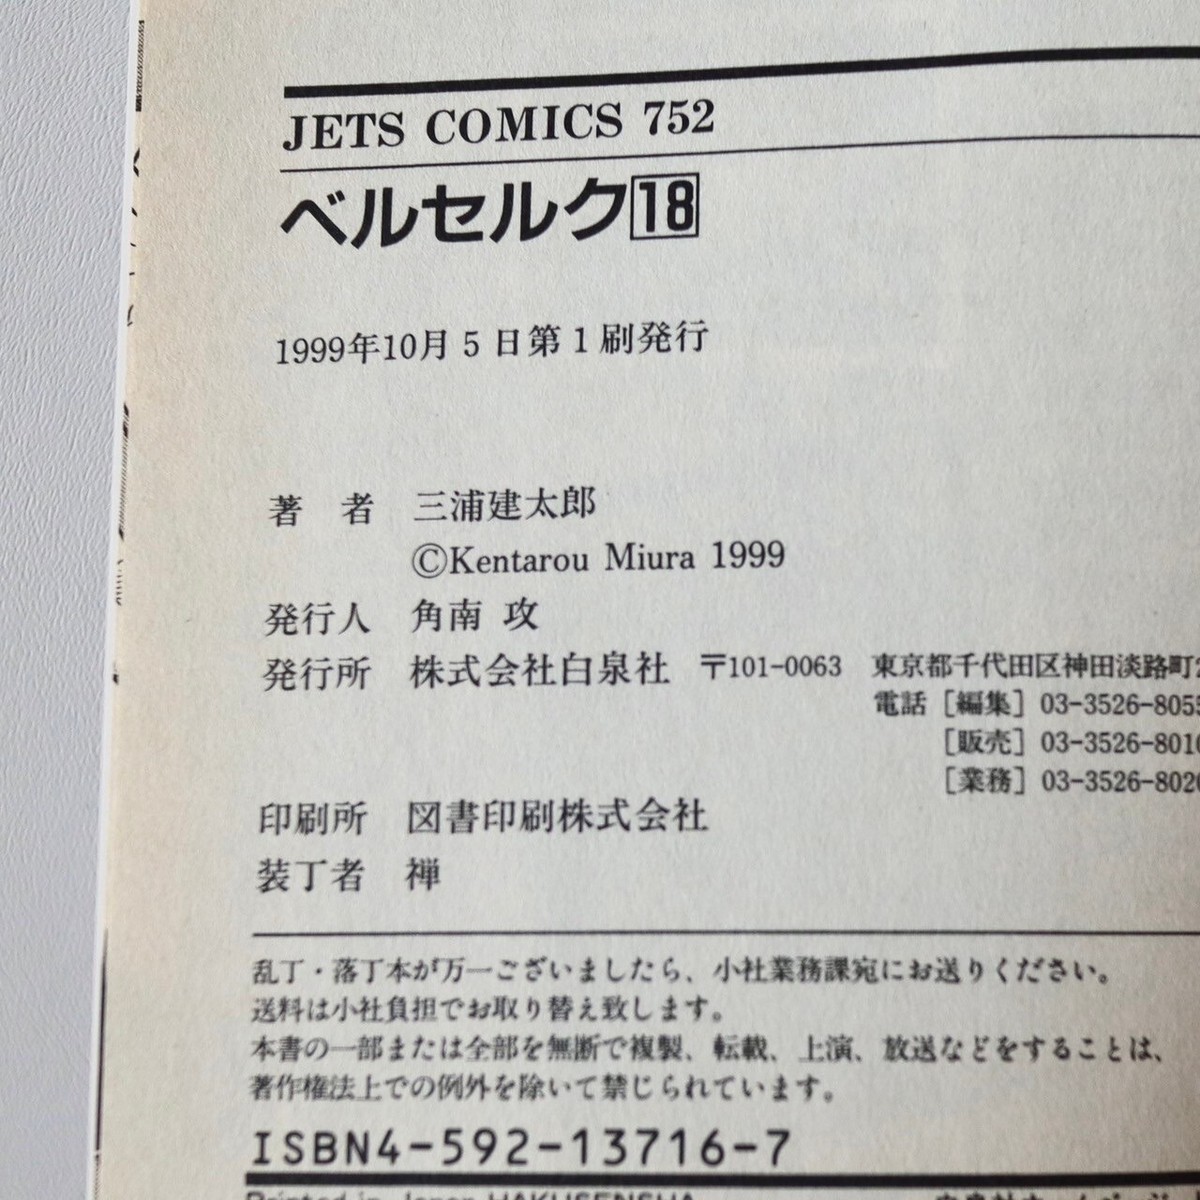 JETS COMICS 752
ベルセルク18
1999年10月5日第1刷発行
著 者 三浦建太郎
©Kentarou Miura 1999
発行人 角南 攻
発行所 株式会社白泉社 〒101-0063 東京都千代田区神田淡路町2
電話［編集］03-3526-8055
［販売］03-3526-8010
［業務］03-3526-8020
印刷所 図書印刷株式会社
装丁者 禅
乱丁・落丁本が万一ございましたら、小社業務課宛にお送りください。
送料は小社負担でお取り替え致します。
本書の一部または全部を無断で複製、転載、上演、放送などをすることは、
著作権法上での例外を除いて禁じられています。
ISBN4-592-13716-7
Printed in Japan HAKUSENSHA